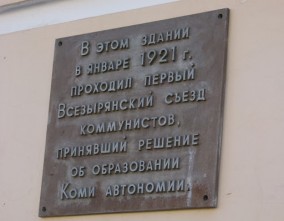 В этом здании
в январе 1921 г.
проходил первый
Всезырянский съезд
коммунистов,
принявший решение
об образовании
Коми автономии.